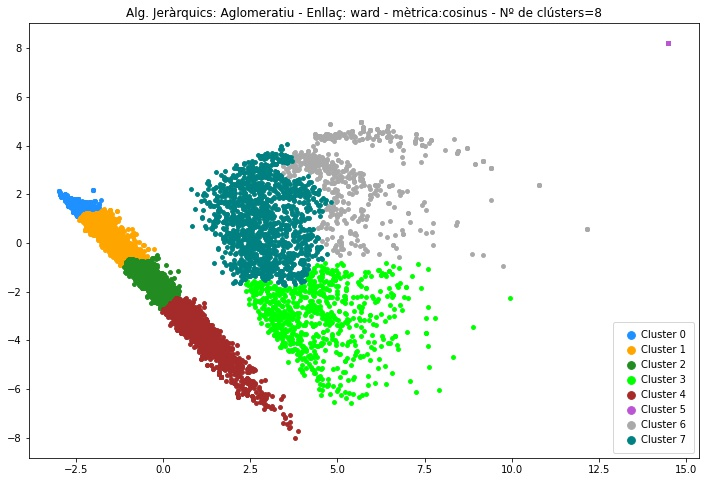 Alg. Jeràrquics: Aglomeratiu - Enllaç: ward - mètrica:cosinus - Nº de clústers=8
8
6
4
2
0
−2
−4
−6
−8
−2.5 0.0 2.5 5.0 7.5 10.0 12.5 15.0
Cluster 0
Cluster 1
Cluster 2
Cluster 3
Cluster 4
Cluster 5
Cluster 6
Cluster 7